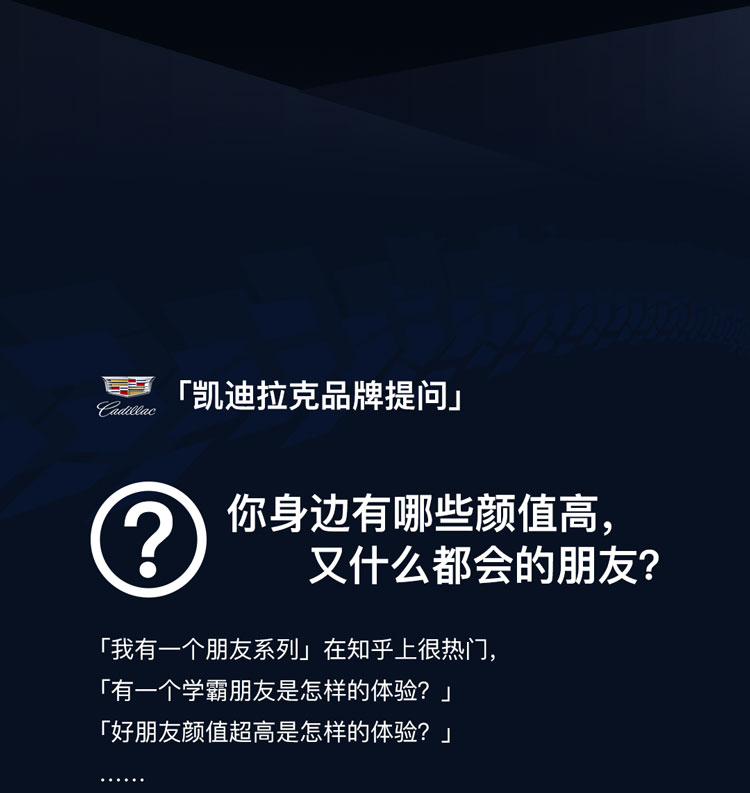 Cadillac
「凯迪拉克品牌提问」
?
你身边有哪些颜值高，
又什么都会的朋友？
「我有一个朋友系列」在知乎上很热门，
「有一个学霸朋友是怎样的体验？」
「好朋友颜值超高是怎样的体验？」
……